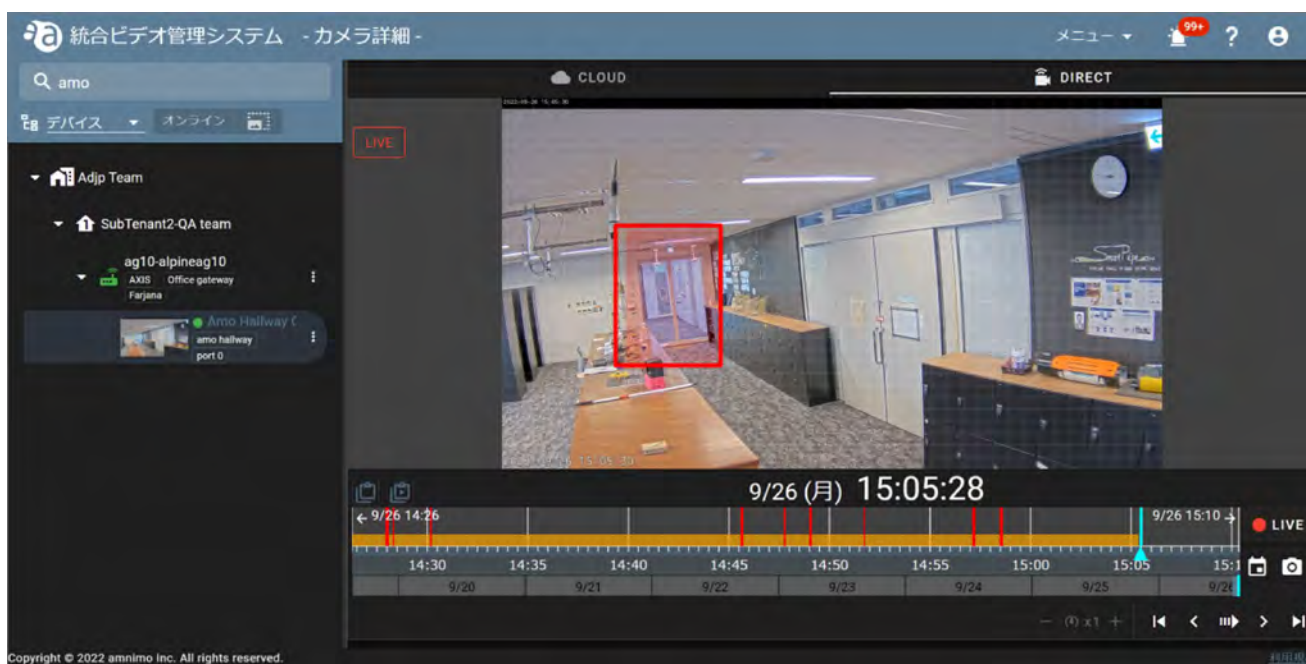 統合ビデオ管理システム - カメラ詳細 -
メニュー
99+
?
amo
CLOUD
DIRECT
デバイス
オンライン
LIVE
Adjp Team
SubTenant2-QA team
ag10-alpineag10
AXIS Office gateway
Farjana
Amo Hallway
amo hallway
port 0
9/26 (月) 15:05:28
9/26 14:26
9/26 15:10
LIVE
14:30 14:35 14:40 14:45 14:50 14:55 15:00 15:05 15:1
9/20 9/21 9/22 9/23 9/24 9/25 9/26
x1
Copyright © 2022 amnimo Inc. All rights reserved.